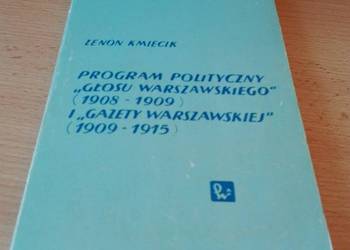 ZENON KMIECIK
PROGRAM POLITYCZNY
„GŁOSU WARSZAWSKIEGO"
(1908 - 1909)
I „GAZETY WARSZAWSKIEJ"
(1909 - 1915)